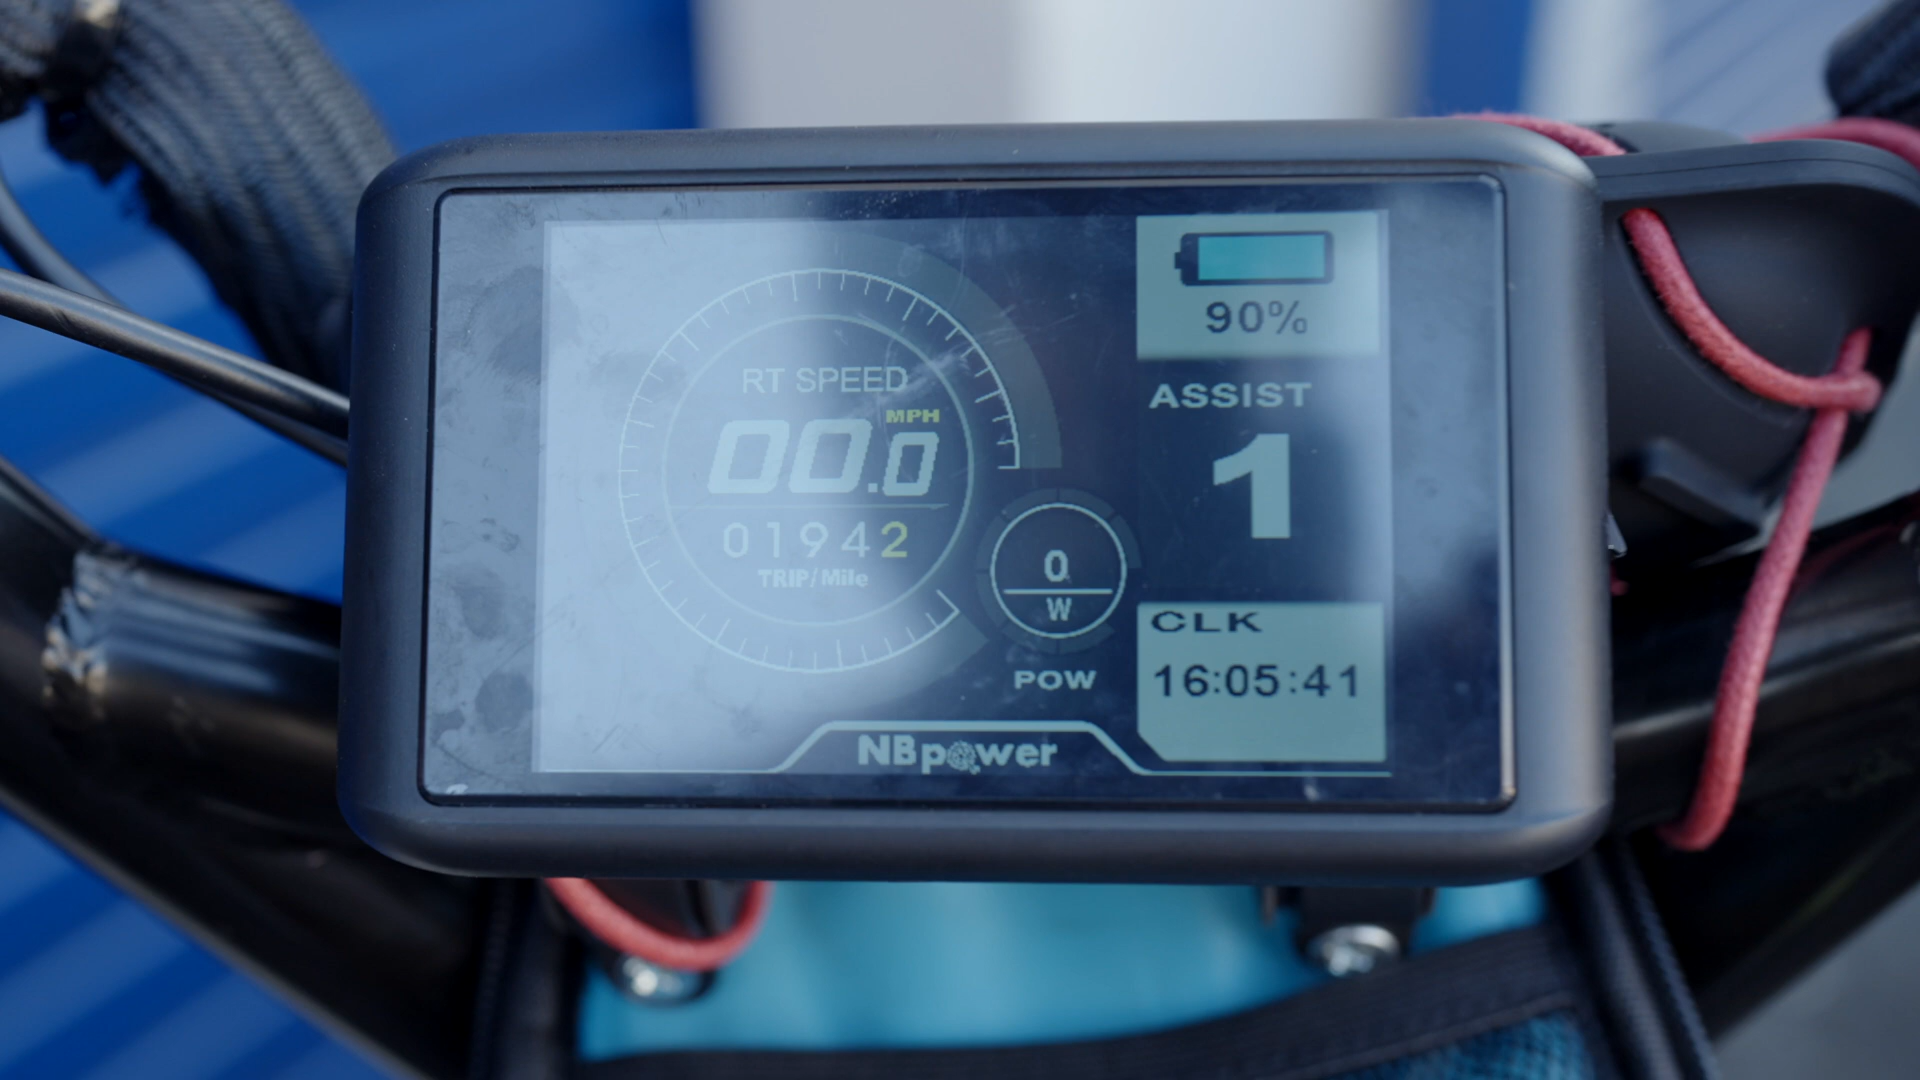 RT SPEED
MPH
00.0
01942
TRIP/Mile
0
W
POW
90%
ASSIST
1
CLK
16:05:41
NBpower